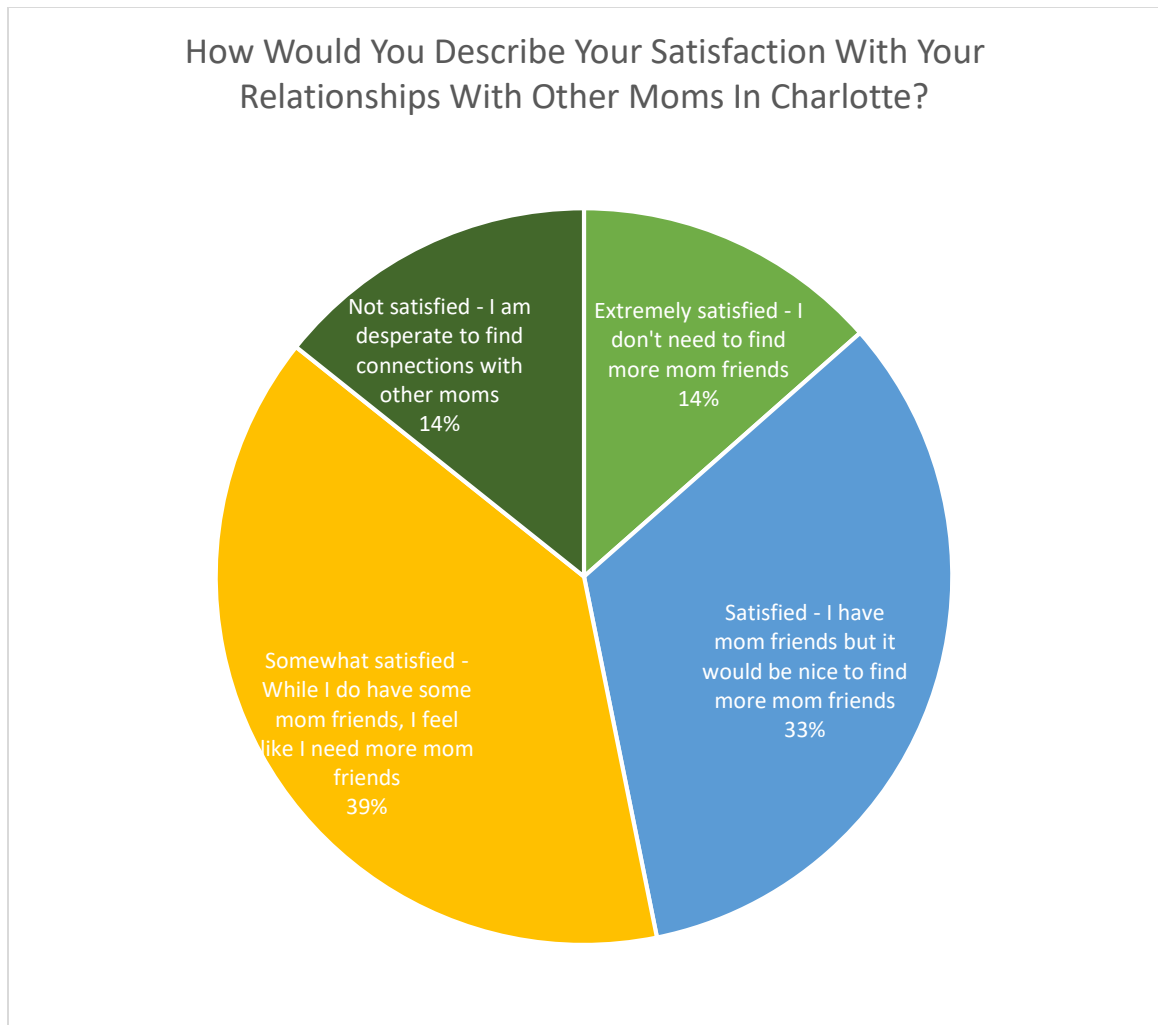 How Would You Describe Your Satisfaction With Your
Relationships With Other Moms In Charlotte?
Not satisfied - I am
desperate to find
connections with
other moms
14%
Extremely satisfied - I
don't need to find
more mom friends
14%
Satisfied - I have
mom friends but it
would be nice to find
more mom friends
33%
Somewhat satisfied -
While I do have some
mom friends, I feel
like I need more mom
friends
39%